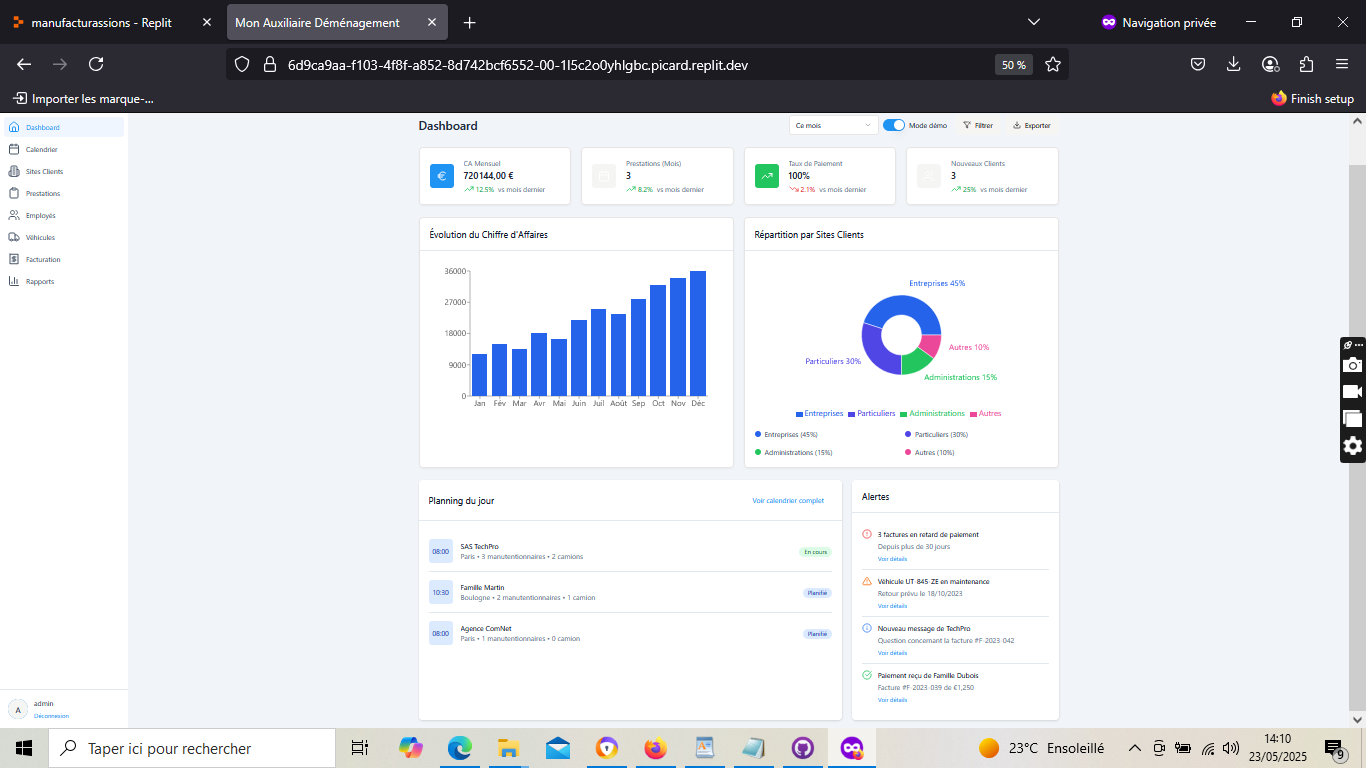 manufacturassions - Replit
Mon Auxiliaire Déménagement
Navigation privée
6d9ca9aa-f103-4f8f-a852-8d742bcf6552-00-1l5c2o0yhlgbc.picard.replit.dev
50 %
Importer les marque-...
Finish setup
Dashboard
Calendrier
Sites Clients
Prestations
Employés
Véhicules
Facturation
Rapports
A
admin
Déconnexion
Dashboard
Ce mois
Mode démo
Filtrer
Exporter
CA Mensuel
720144,00 €
12.5% vs mois dernier
Prestations (Mois)
3
8.2% vs mois dernier
Taux de Paiement
100%
2.1% vs mois dernier
Nouveaux Clients
3
25% vs mois dernier
Évolution du Chiffre d'Affaires
36000
27000
18000
9000
0
Jan Fév Mar Avr Mai Juin Juil Août Sep Oct Nov Déc
Répartition par Sites Clients
Entreprises 45%
Autres 10%
Particuliers 30%
Administrations 15%
Entreprises Particuliers Administrations Autres
Entreprises (45%)
Particuliers (30%)
Administrations (15%)
Autres (10%)
Planning du jour
Voir calendrier complet
08:00
SAS TechPro
Paris • 3 manutentionnaires • 2 camions
En cours
10:30
Famille Martin
Boulogne • 2 manutentionnaires • 1 camion
Planifié
08:00
Agence ComNet
Paris • 1 manutentionnaires • 0 camion
Planifié
Alertes
3 factures en retard de paiement
Depuis plus de 30 jours
Voir détails
Véhicule UT-845-ZE en maintenance
Retour prévu le 18/10/2023
Voir détails
Nouveau message de TechPro
Question concernant la facture #F-2023-042
Voir détails
Paiement reçu de Famille Dubois
Facture #F-2023-039 de €1,250
Voir détails
Taper ici pour rechercher
23°C Ensoleillé
14:10
23/05/2025
9